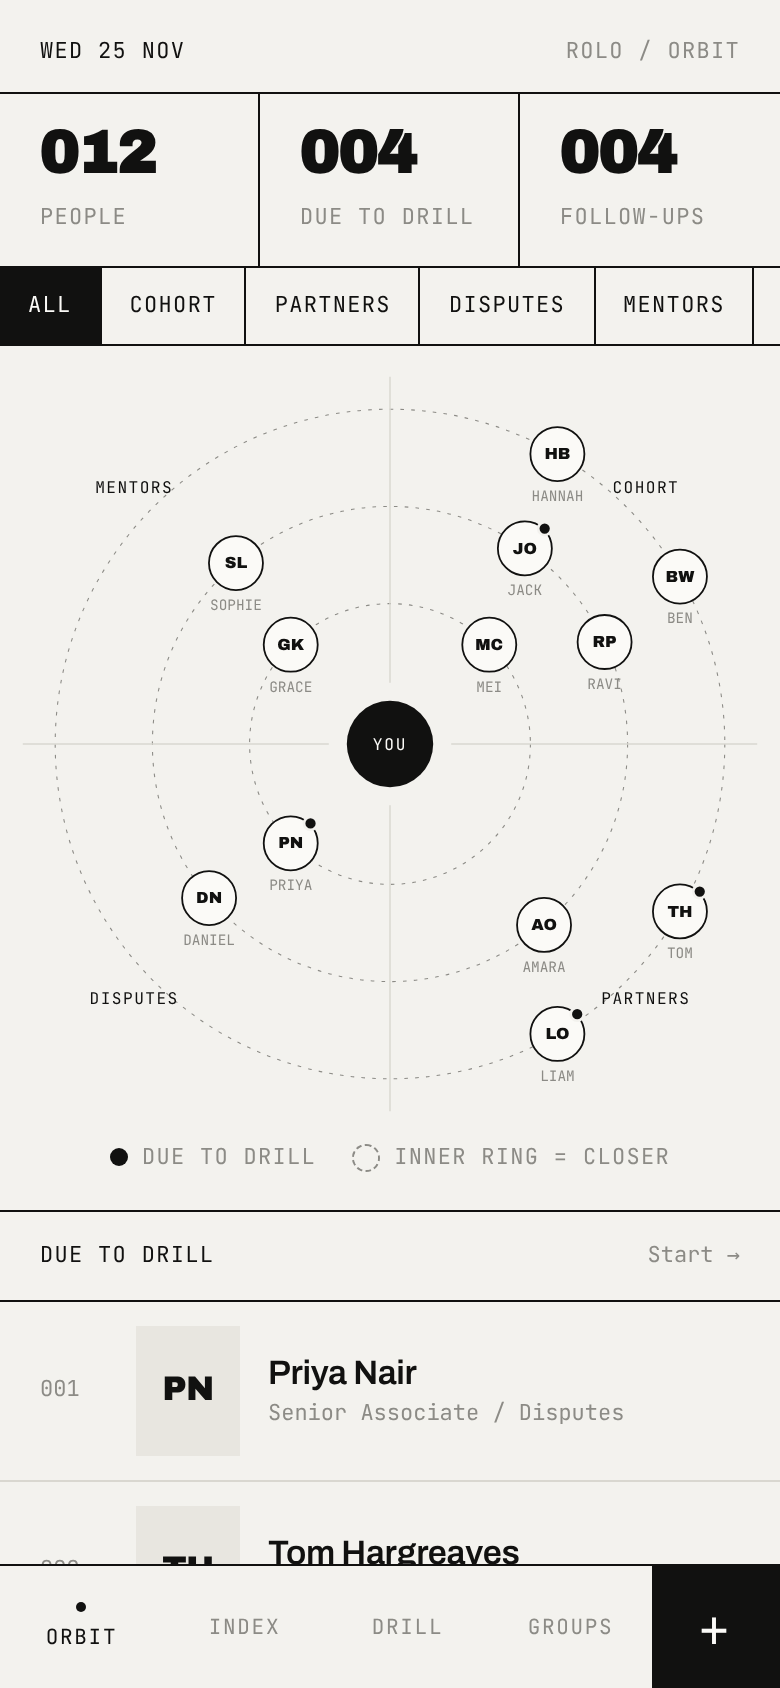 WED 25 NOV
ROLO / ORBIT
012
004
004
PEOPLE
DUE TO DRILL
FOLLOW-UPS
ALL
COHORT
PARTNERS
DISPUTES
MENTORS
HB
HANNAH
MENTORS
COHORT
JO
JACK
SL
SOPHIE
BW
BEN
GK
GRACE
MC
MEI
RP
RAVI
YOU
PN
PRIYA
DN
DANIEL
AO
AMARA
TH
TOM
DISPUTES
PARTNERS
LO
LIAM
DUE TO DRILL
INNER RING = CLOSER
DUE TO DRILL
Start →
001
PN
Priya Nair
Senior Associate / Disputes
TH
Tom Hargreaves
ORBIT
INDEX
DRILL
GROUPS
+